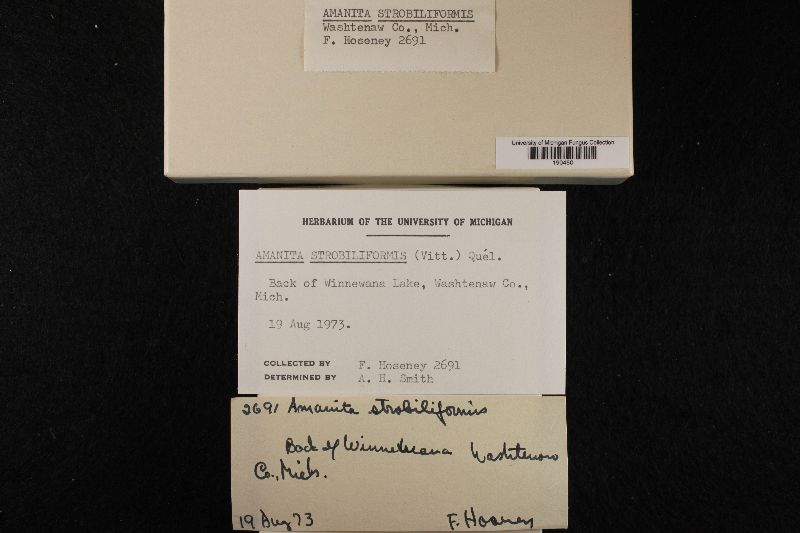 AMANITA STROBILIFORMIS
Washtenaw Co., Mich.
F. Hoseney 2691
University of Michigan Fungus Collection
190480
HERBARIUM OF THE UNIVERSITY OF MICHIGAN
AMANITA STROBILIFORMIS (Vitt.) Quél.
Back of Winnewana Lake, Washtenaw Co.,
Mich.
19 Aug 1973.
COLLECTED BY F. Hoseney 2691
DETERMINED BY A. H. Smith
2691 Amanita strobiliformis
Back of Winnewana Washtenaw
Co., Mich.
19 Aug 73 F. Hoseney